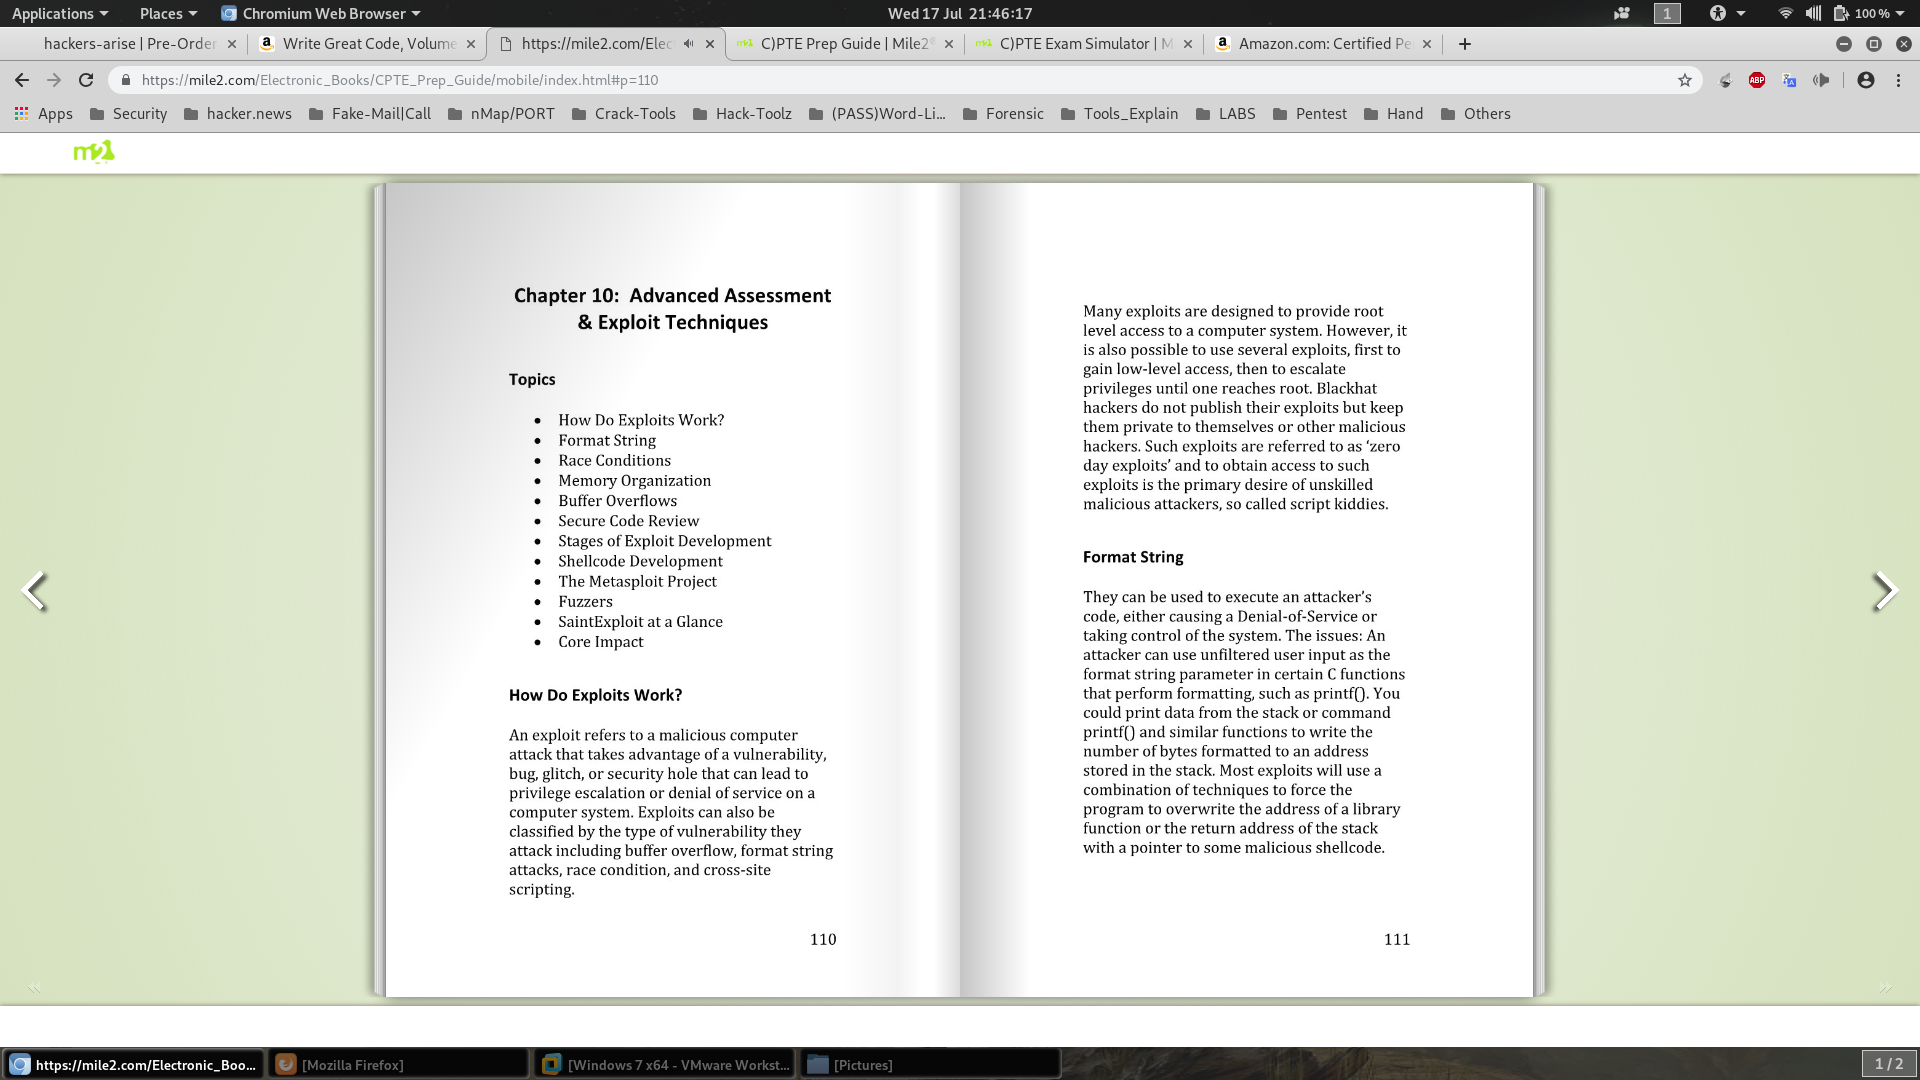 Applications
Places
Chromium Web Browser
Wed 17 Jul 21:46:17
1
100 %
hackers-arise | Pre-Order
Write Great Code, Volume
https://mile2.com/Elec
C)PTE Prep Guide | Mile2
C)PTE Exam Simulator | M
Amazon.com: Certified Pe
https://mile2.com/Electronic_Books/CPTE_Prep_Guide/mobile/index.html#p=110
ABP
Apps
Security
hacker.news
Fake-Mail|Call
nMap/PORT
Crack-Tools
Hack-Toolz
(PASS)Word-Li...
Forensic
Tools_Explain
LABS
Pentest
Hand
Others
m2
Chapter 10: Advanced Assessment
& Exploit Techniques
Topics
• How Do Exploits Work?
• Format String
• Race Conditions
• Memory Organization
• Buffer Overflows
• Secure Code Review
• Stages of Exploit Development
• Shellcode Development
• The Metasploit Project
• Fuzzers
• SaintExploit at a Glance
• Core Impact
How Do Exploits Work?
An exploit refers to a malicious computer
attack that takes advantage of a vulnerability,
bug, glitch, or security hole that can lead to
privilege escalation or denial of service on a
computer system. Exploits can also be
classified by the type of vulnerability they
attack including buffer overflow, format string
attacks, race condition, and cross-site
scripting.
110
Many exploits are designed to provide root
level access to a computer system. However, it
is also possible to use several exploits, first to
gain low-level access, then to escalate
privileges until one reaches root. Blackhat
hackers do not publish their exploits but keep
them private to themselves or other malicious
hackers. Such exploits are referred to as ‘zero
day exploits’ and to obtain access to such
exploits is the primary desire of unskilled
malicious attackers, so called script kiddies.
Format String
They can be used to execute an attacker’s
code, either causing a Denial-of-Service or
taking control of the system. The issues: An
attacker can use unfiltered user input as the
format string parameter in certain C functions
that perform formatting, such as printf(). You
could print data from the stack or command
printf() and similar functions to write the
number of bytes formatted to an address
stored in the stack. Most exploits will use a
combination of techniques to force the
program to overwrite the address of a library
function or the return address of the stack
with a pointer to some malicious shellcode.
111
https://mile2.com/Electronic_Boo...
[Mozilla Firefox]
[Windows 7 x64 - VMware Workst...
[Pictures]
1 / 2